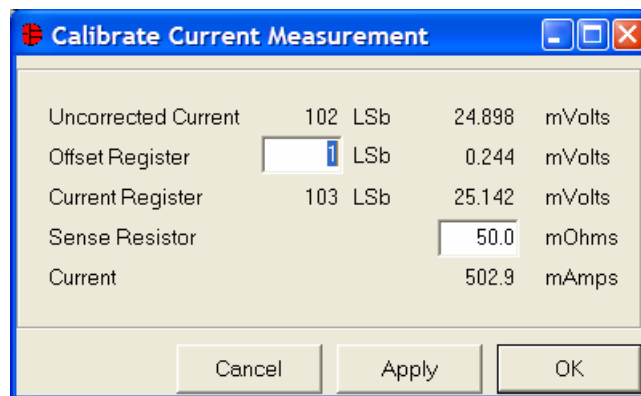 Calibrate Current Measurement
Uncorrected Current 102 LSb 24.898 mVolts
Offset Register 1 LSb 0.244 mVolts
Current Register 103 LSb 25.142 mVolts
Sense Resistor 50.0 mOhms
Current 502.9 mAmps
Cancel Apply OK